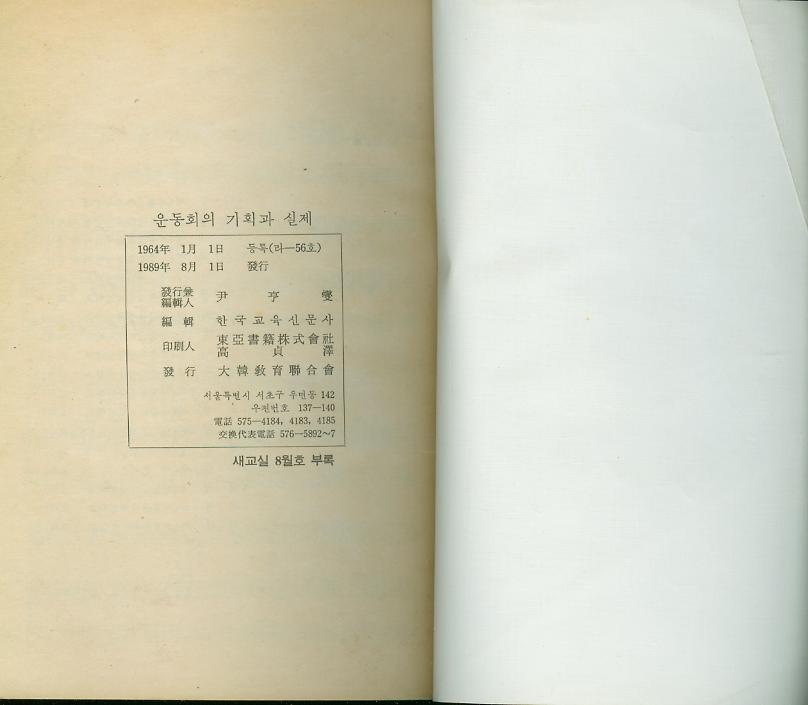 운동회의 기획과 실제
1964年 1月 1日 등록(라—56호)
1989年 8月 1日 發行
發行兼
編輯人 尹亨燮
編輯 한국교육신문사
印刷人 東亞書籍株式會社
高貞澤
發行 大韓敎育聯合會
서울특별시 서초구 우면동 142
우편번호 137—140
電話 575—4184, 4183, 4185
交換代表電話 576—5892～7
새교실 8월호 부록